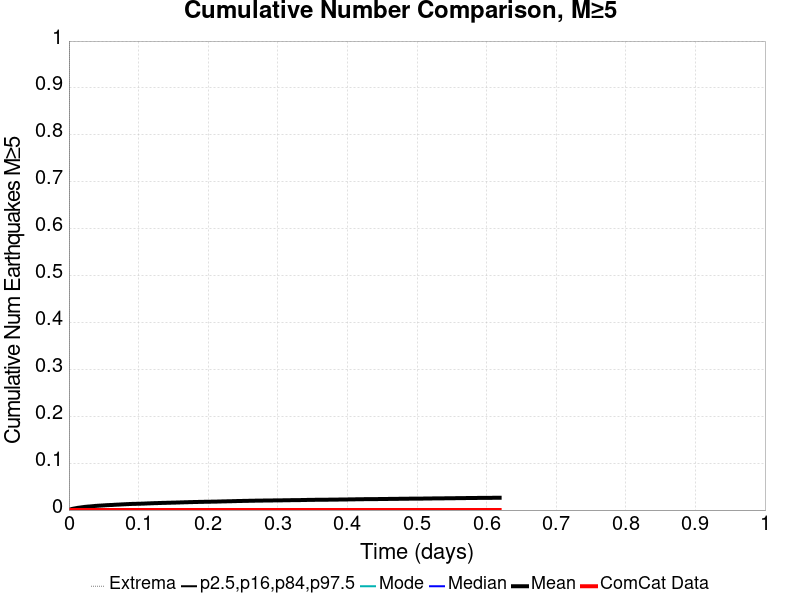 Cumulative Number Comparison, M≥5
Cumulative Num Earthquakes M≥5
1
0.9
0.8
0.7
0.6
0.5
0.4
0.3
0.2
0.1
0
0 0.1 0.2 0.3 0.4 0.5 0.6 0.7 0.8 0.9 1
Time (days)
Extrema p2.5,p16,p84,p97.5 Mode Median Mean ComCat Data